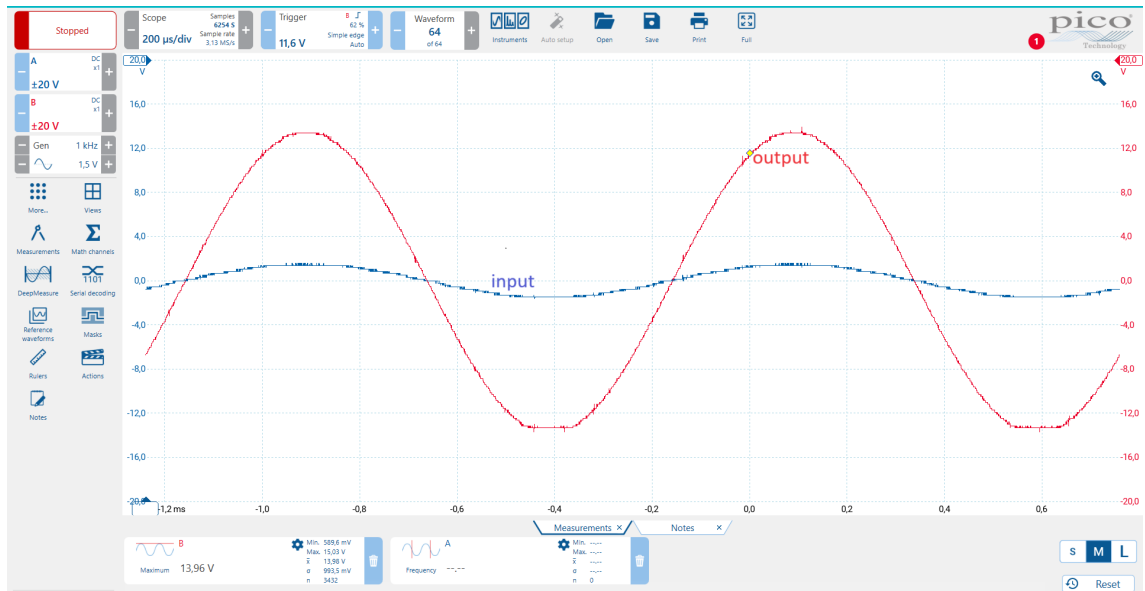 Stopped
Scope
200 µs/div
Samples
6254 S
Sample rate
3.13 MS/s
Trigger
11,6 V
B
62 %
Simple edge
Auto
Waveform
64
of 64
Instruments
Auto setup
Open
Save
Print
Full
1
pico
Technology
A
DC
x1
±20 V
B
DC
x1
±20 V
Gen
1 kHz
1,5 V
More...
Views
Measurements
Math channels
DeepMeasure
Serial decoding
1101
Reference
waveforms
Masks
Rulers
Actions
Notes
20,0
V
16,0
12,0
8,0
4,0
0,0
-4,0
-8,0
-12,0
-16,0
-20,0
output
input
20,0
V
16,0
12,0
8,0
4,0
0,0
-4,0
-8,0
-12,0
-16,0
-20,0
-1,2 ms
-1,0
-0,8
-0,6
-0,4
-0,2
0,0
0,2
0,4
0,6
Measurements ×
Notes ×
B
Maximum 13,96 V
Min. 589,6 mV
Max. 15,03 V
x̄ 13,98 V
σ 993,5 mV
n 3452
A
Frequency --.--
Min. --.--
Max. --.--
x̄ --.--
σ --.--
n 0
S M L
Reset